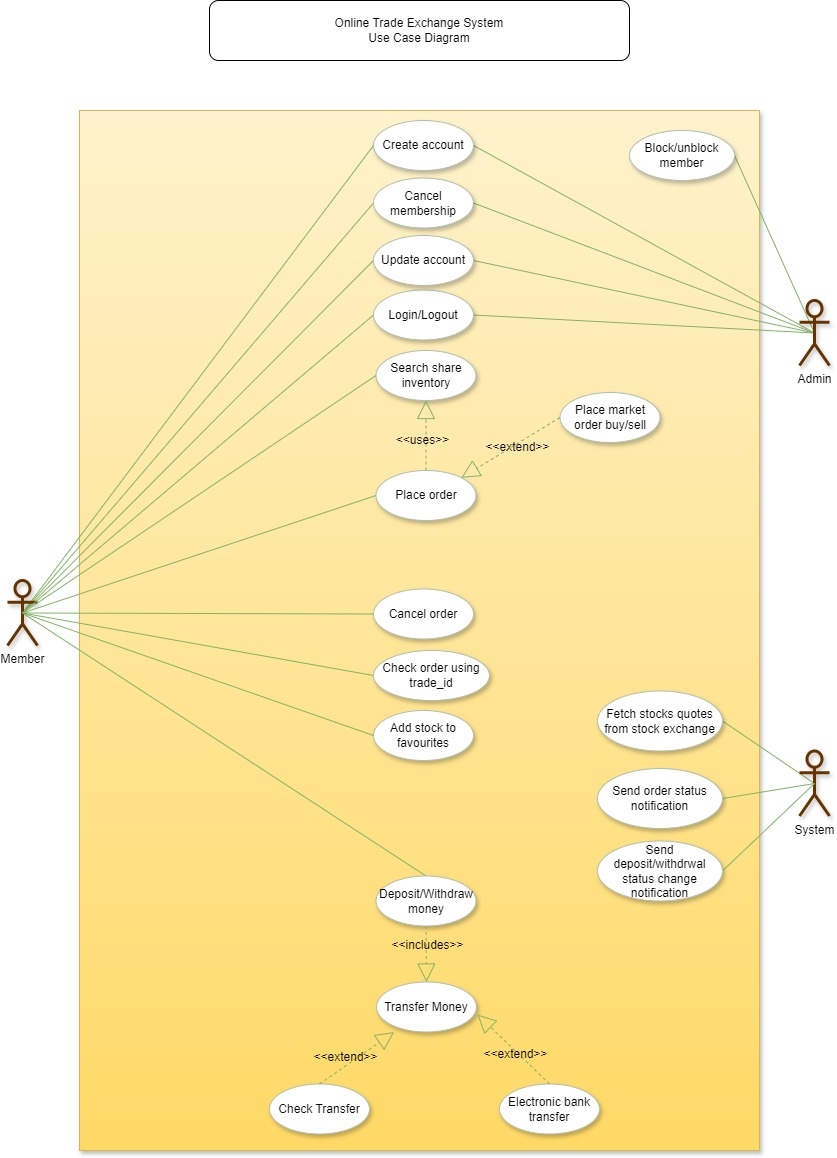 Online Trade Exchange System
Use Case Diagram
Create account
Block/unblock
member
Cancel
membership
Update account
Login/Logout
Admin
Search share
inventory
Place market
order buy/sell
<<uses>>
<<extend>>
Place order
Cancel order
Member
Check order using
trade_id
Add stock to
favourites
Fetch stocks quotes
from stock exchange
Send order status
notification
System
Send
deposit/withdrwal
status change
notification
Deposit/Withdraw
money
<<includes>>
Transfer Money
<<extend>>
<<extend>>
Check Transfer
Electronic bank
transfer